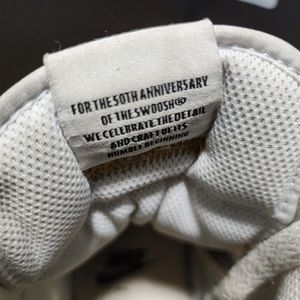 FOR THE 50TH ANNIVERSARY
OF THE SWOOSH®
WE CELEBRATE THE DETAIL
AND CRAFT OF ITS
HUMBLE BEGINNING